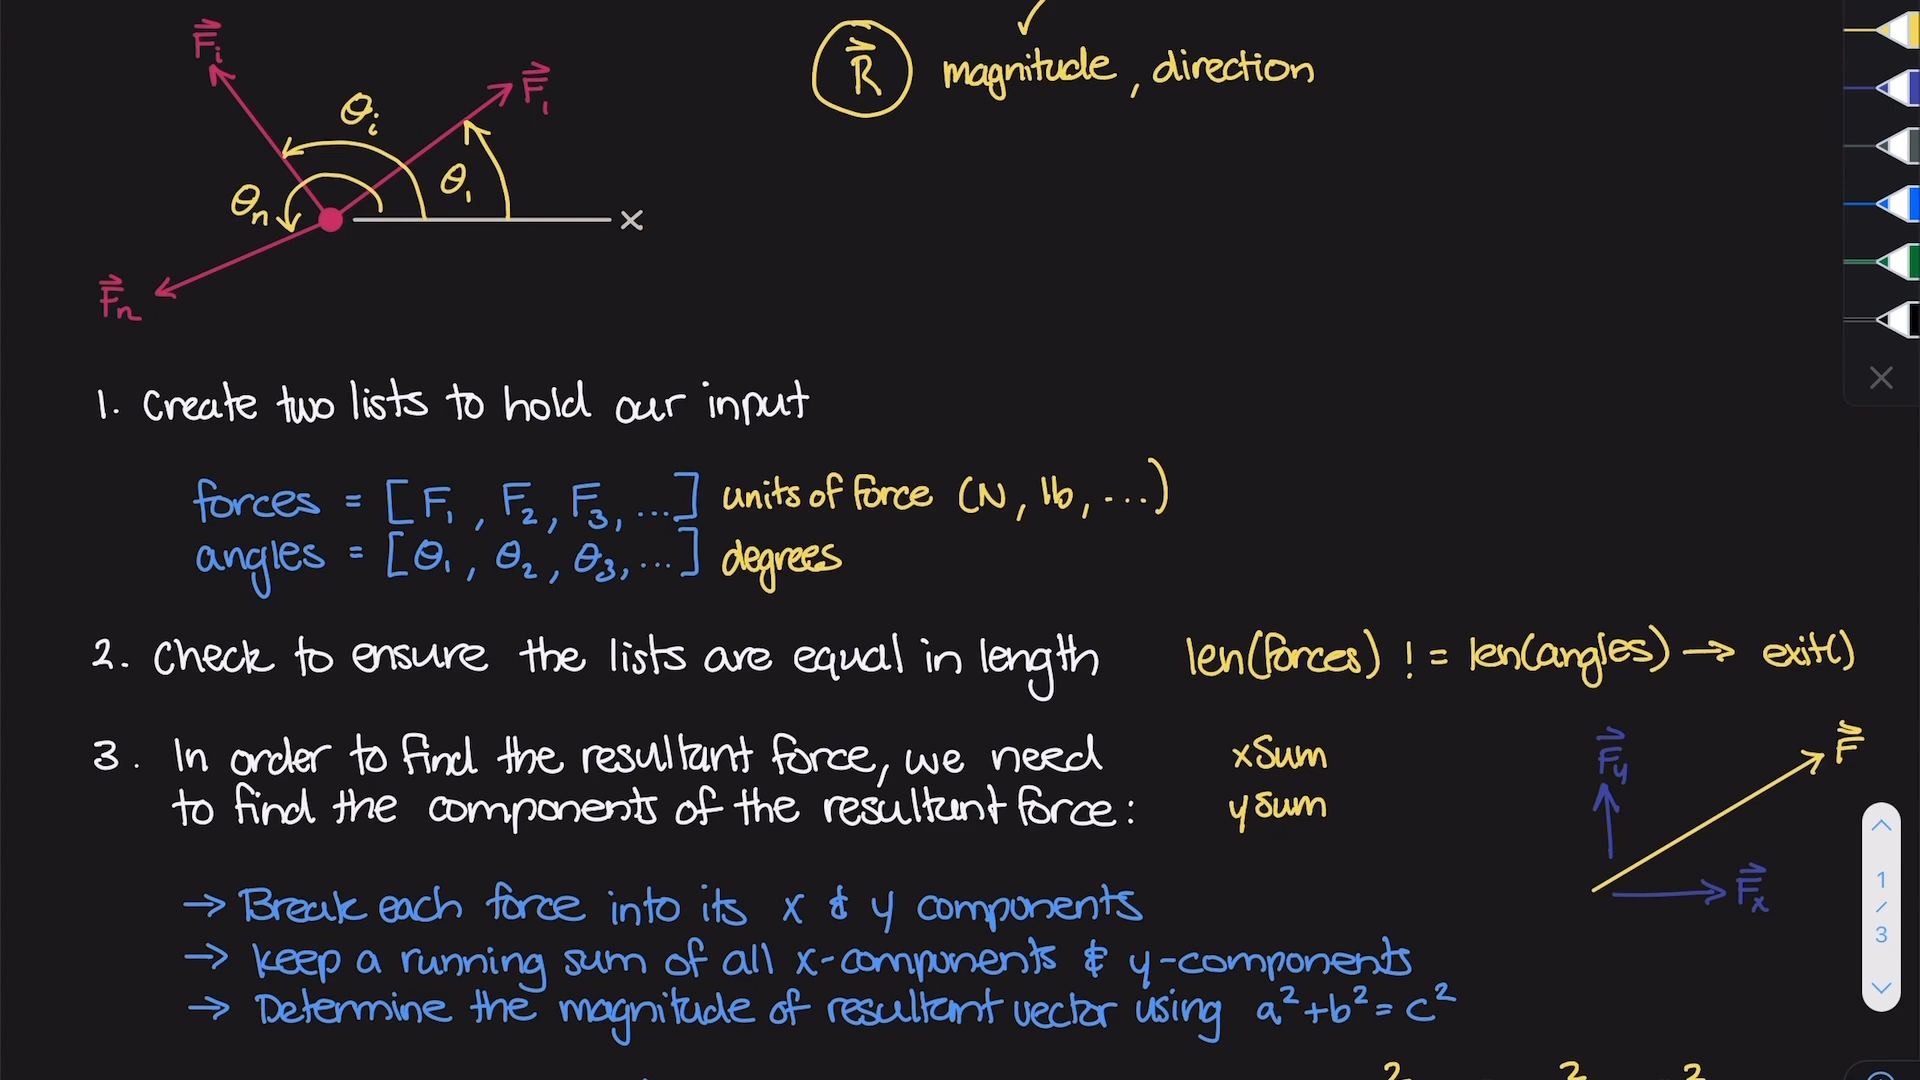 F⃗ᵢ
F⃗₁
θᵢ
θ₁
θₙ
x
F⃗ₙ
R⃗ magnitude, direction
1. Create two lists to hold our input
forces = [F₁, F₂, F₃, ...] units of force (N, lb, ...)
angles = [θ₁, θ₂, θ₃, ...] degrees
2. Check to ensure the lists are equal in length len(forces) != len(angles) → exit()
3. In order to find the resultant force, we need xSum
to find the components of the resultant force: ySum
F⃗
F⃗y
F⃗ₓ
→ Break each force into its x & y components
→ keep a running sum of all x-components & y-components
→ Determine the magnitude of resultant vector using a²+b²=c²
1
/
3
2 2 2